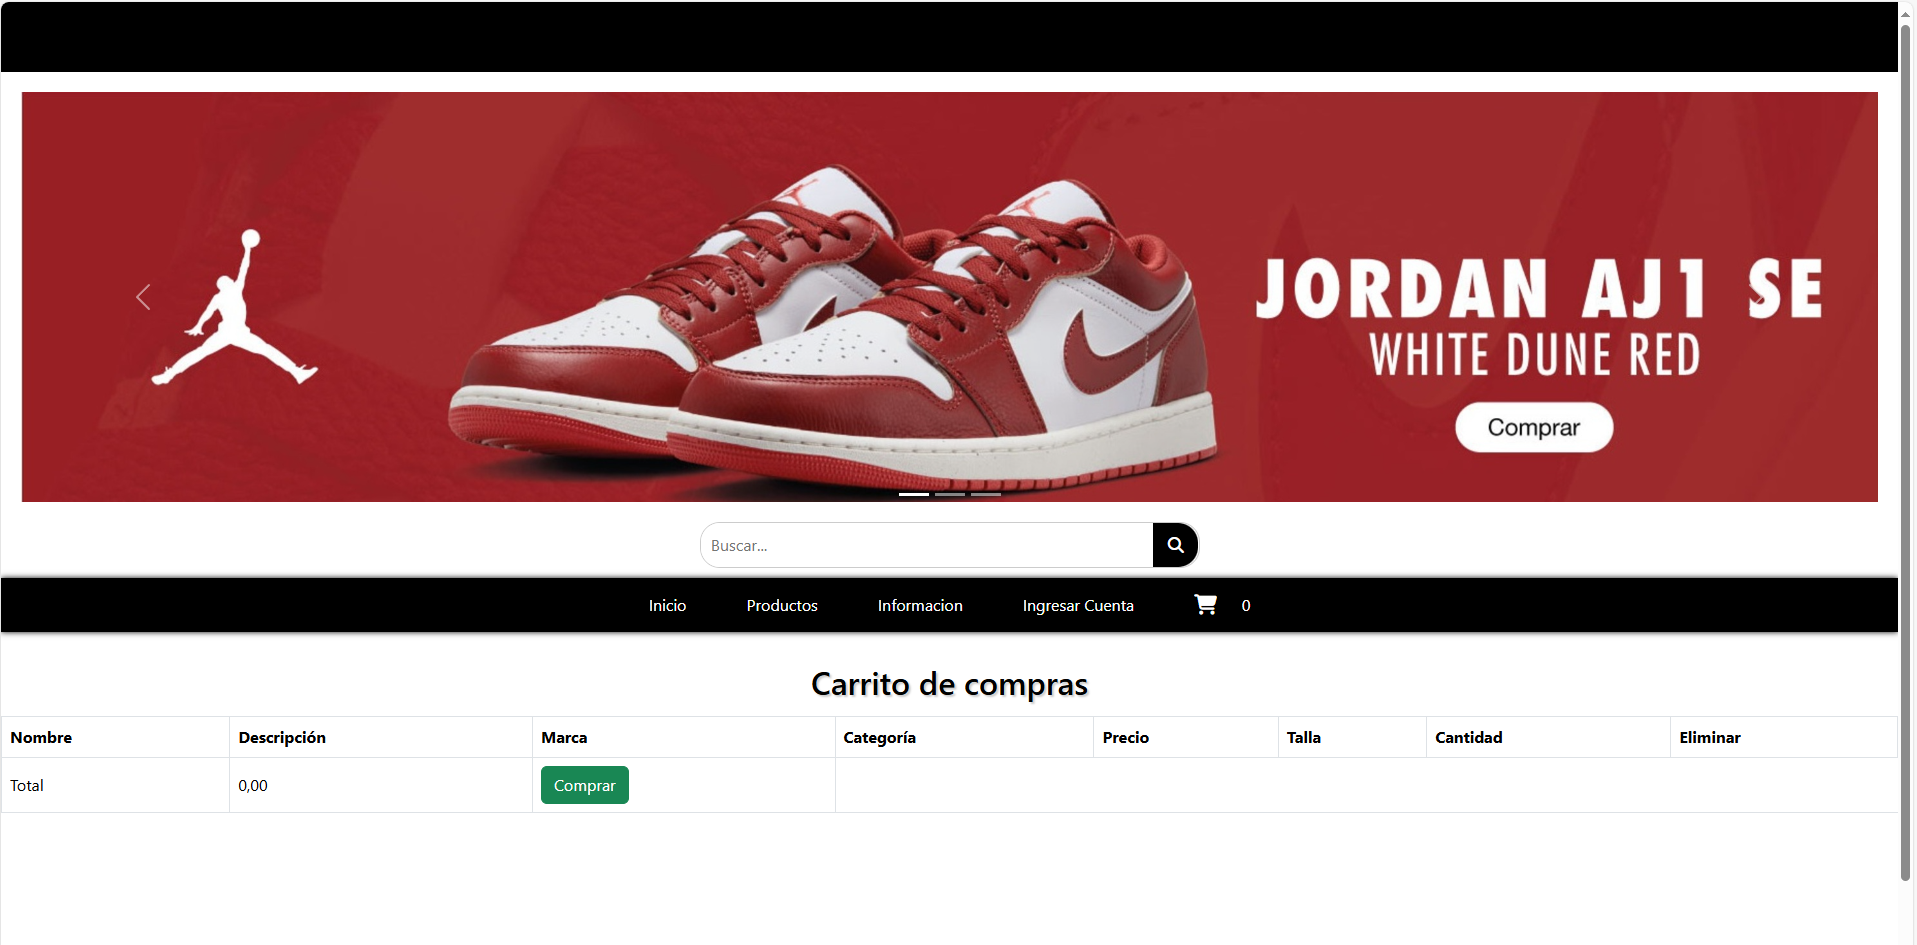 JORDAN AJ1 SE
WHITE DUNE RED
Comprar
Buscar...
Inicio Productos Informacion Ingresar Cuenta 0
Carrito de compras
Nombre Descripción Marca Categoría Precio Talla Cantidad Eliminar
Total 0,00 Comprar